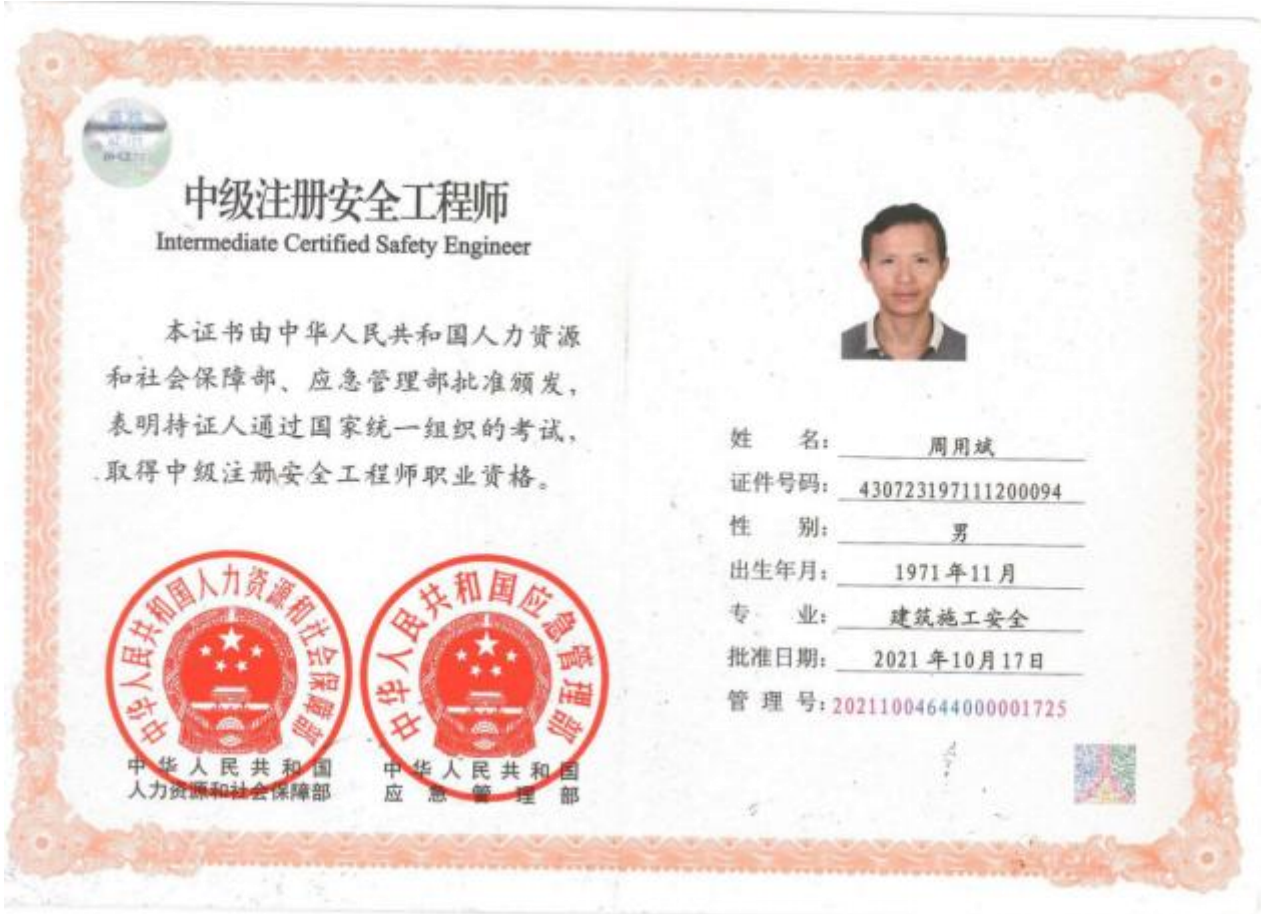 中级注册安全工程师
Intermediate Certified Safety Engineer
本证书由中华人民共和国人力资源
和社会保障部、应急管理部批准颁发，
表明持证人通过国家统一组织的考试，
取得中级注册安全工程师职业资格。
中华人民共和国人力资源和社会保障部
中华人民共和国应急管理部
中华人民共和国
人力资源和社会保障部
中华人民共和国
应急管理部
姓 名： 周用斌
证件号码： 430723197111200094
性 别： 男
出生年月： 1971年11月
专 业： 建筑施工安全
批准日期： 2021年10月17日
管 理 号：20211004644000001725